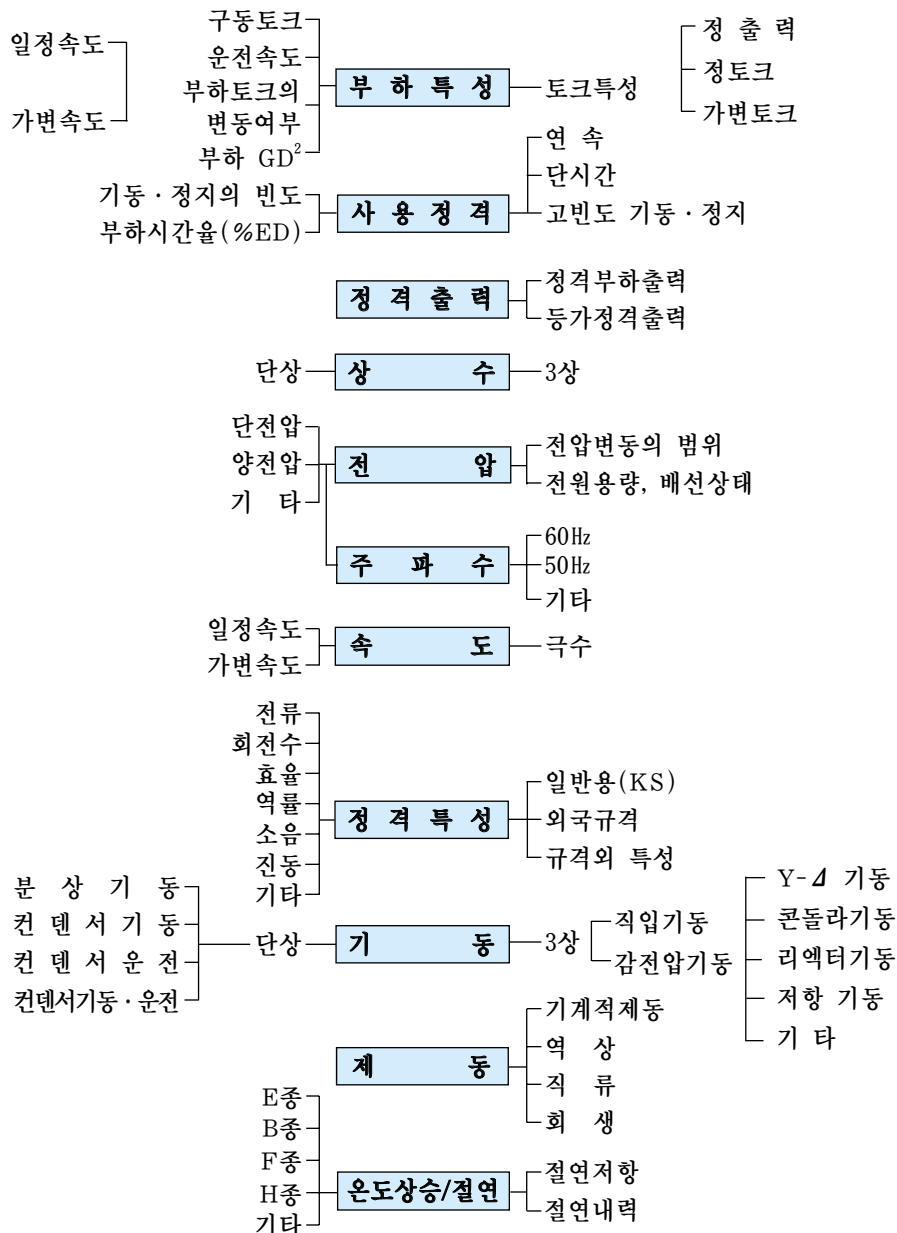 구동토크
일정속도
운전속도
정 출 력
부하토크의
부 하 특 성
토크특성
정토크
가변속도
변동여부
가변토크
부하 GD²
연 속
단시간
기동·정지의 빈도
사 용 정 격
고빈도 기동·정지
부하시간율(%ED)
정 격 출 력
정격부하출력
등가정격출력
단상
상 수
3상
단전압
양전압
기 타
전 압
전압변동의 범위
전원용량, 배선상태
주 파 수
60Hz
50Hz
기타
일정속도
가변속도
속 도
극수
전류
회전수
효율
역률
소음
진동
기타
정 격 특 성
일반용(KS)
외국규격
규격외 특성
분 상 기 동
컨 덴 서 기 동
컨 덴 서 운 전
컨덴서기동·운전
단상
기 동
3상
직입기동
감전압기동
Y-Δ 기동
콘돌라기동
리엑터기동
저항 기동
기 타
제 동
기계적제동
역 상
직 류
회 생
E종
B종
F종
H종
기타
온도상승/절연
절연저항
절연내력